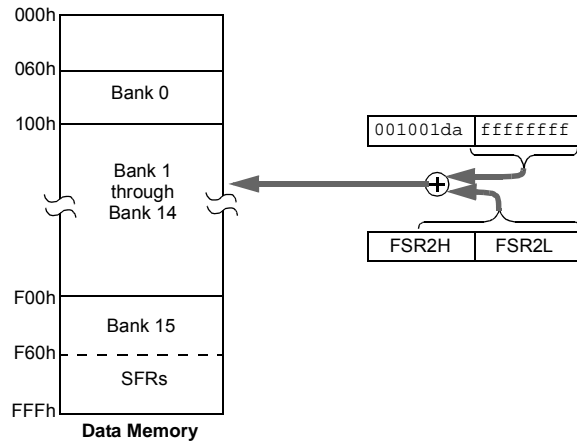 000h
060h
Bank 0
100h
001001da ffffffff
Bank 1
through
Bank 14
FSR2H FSR2L
F00h
Bank 15
F60h
SFRs
FFFh
Data Memory